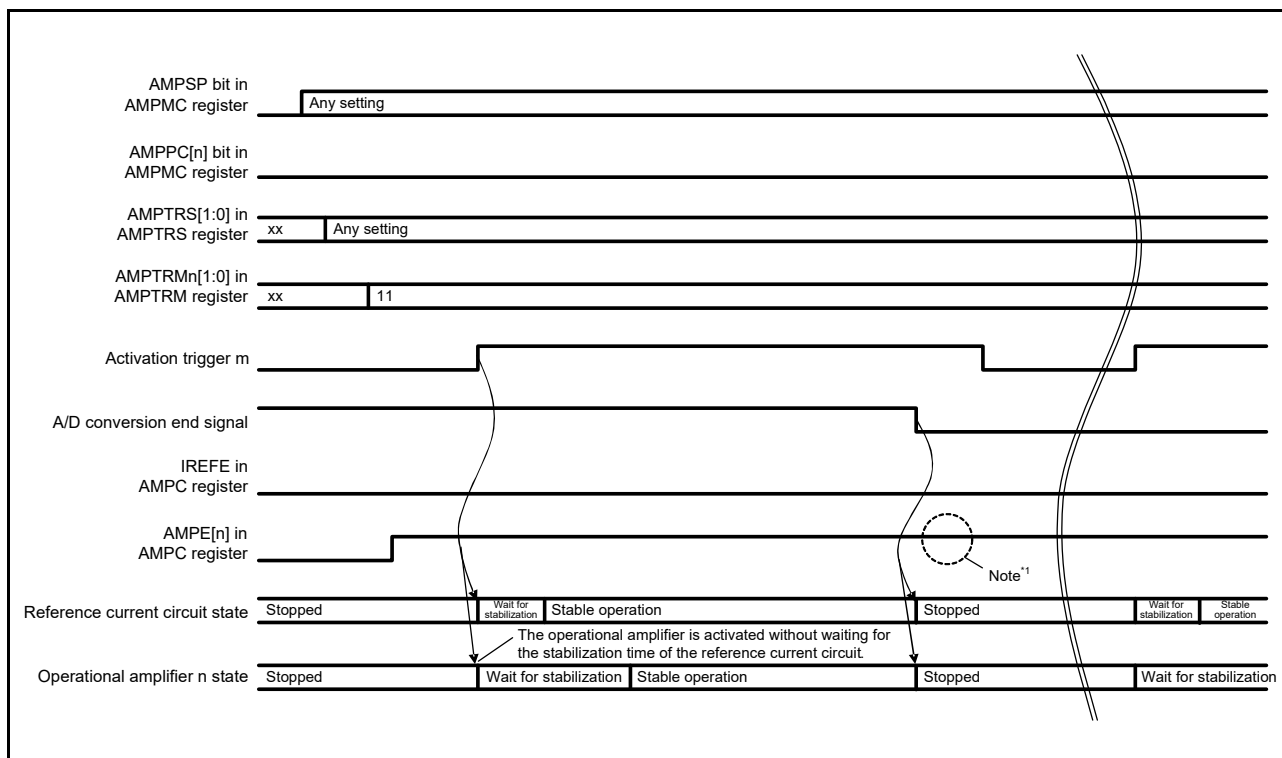 AMPSP bit in
AMPMC register
Any setting
AMPPC[n] bit in
AMPMC register
AMPTRS[1:0] in
AMPTRS register
xx
Any setting
AMPTRMn[1:0] in
AMPTRM register
xx
11
Activation trigger m
A/D conversion end signal
IREFE in
AMPC register
AMPE[n] in
AMPC register
Note*1
Reference current circuit state
Stopped
Wait for
stabilization
Stable operation
Stopped
Wait for
stabilization
Stable
operation
The operational amplifier is activated without waiting for
the stabilization time of the reference current circuit.
Operational amplifier n state
Stopped
Wait for stabilization
Stable operation
Stopped
Wait for stabilization